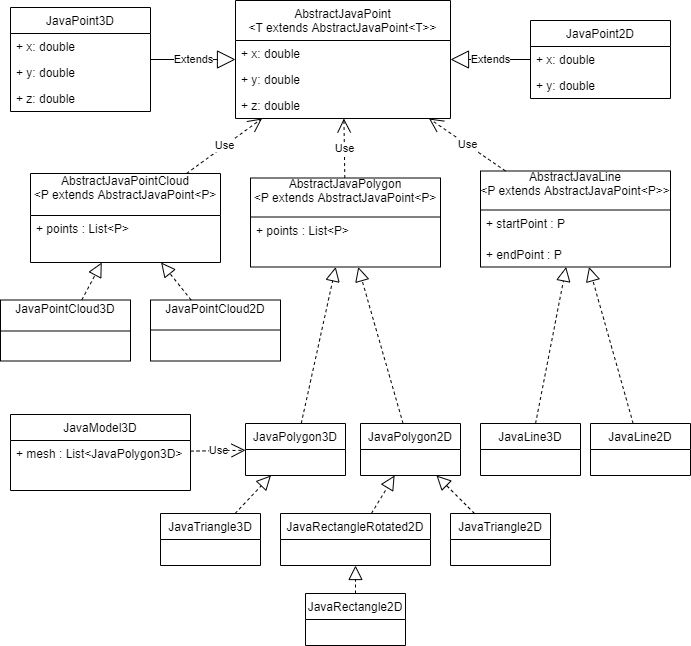 JavaPoint3D
+ x: double
+ y: double
+ z: double
Extends
AbstractJavaPoint
<T extends AbstractJavaPoint<T>>
+ x: double
+ y: double
+ z: double
Extends
JavaPoint2D
+ x: double
+ y: double
Use
Use
Use
AbstractJavaPointCloud
<P extends AbstractJavaPoint<P>
+ points : List<P>
AbstractJavaPolygon
<P extends AbstractJavaPoint<P>
+ points : List<P>
AbstractJavaLine
<P extends AbstractJavaPoint<P>>
+ startPoint : P
+ endPoint : P
JavaPointCloud3D
JavaPointCloud2D
JavaModel3D
+ mesh : List<JavaPolygon3D>
Use
JavaPolygon3D
JavaPolygon2D
JavaLine3D
JavaLine2D
JavaTriangle3D
JavaRectangleRotated2D
JavaTriangle2D
JavaRectangle2D